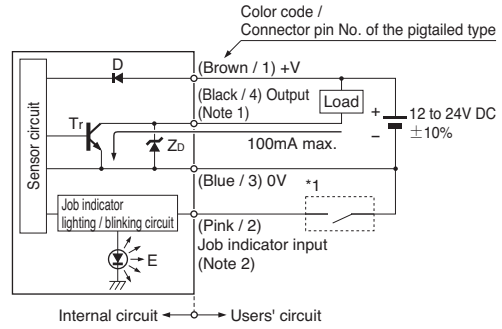 Color code /
Connector pin No. of the pigtailed type
D
(Brown / 1) +V
(Black / 4) Output
(Note 1)
Load
+
−
12 to 24V DC
±10%
Tr
ZD
100mA max.
Sensor circuit
(Blue / 3) 0V
*1
Job indicator
lighting / blinking circuit
(Pink / 2)
Job indicator input
(Note 2)
E
Internal circuit
Users' circuit